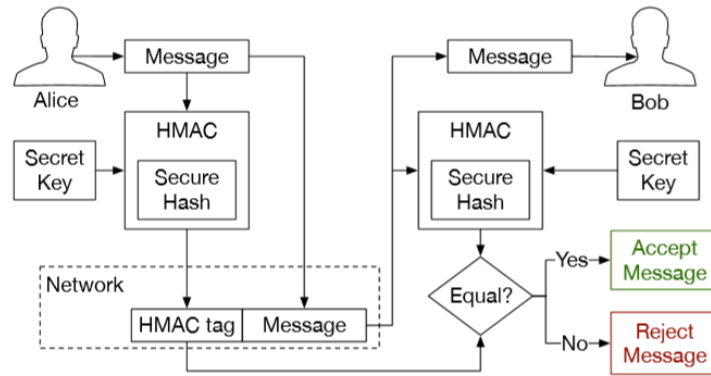 Message
Message
Alice
Bob
HMAC
HMAC
Secret
Key
Secure
Hash
Secure
Hash
Secret
Key
Network
HMAC tag
Message
Equal?
Yes
Accept
Message
No
Reject
Message